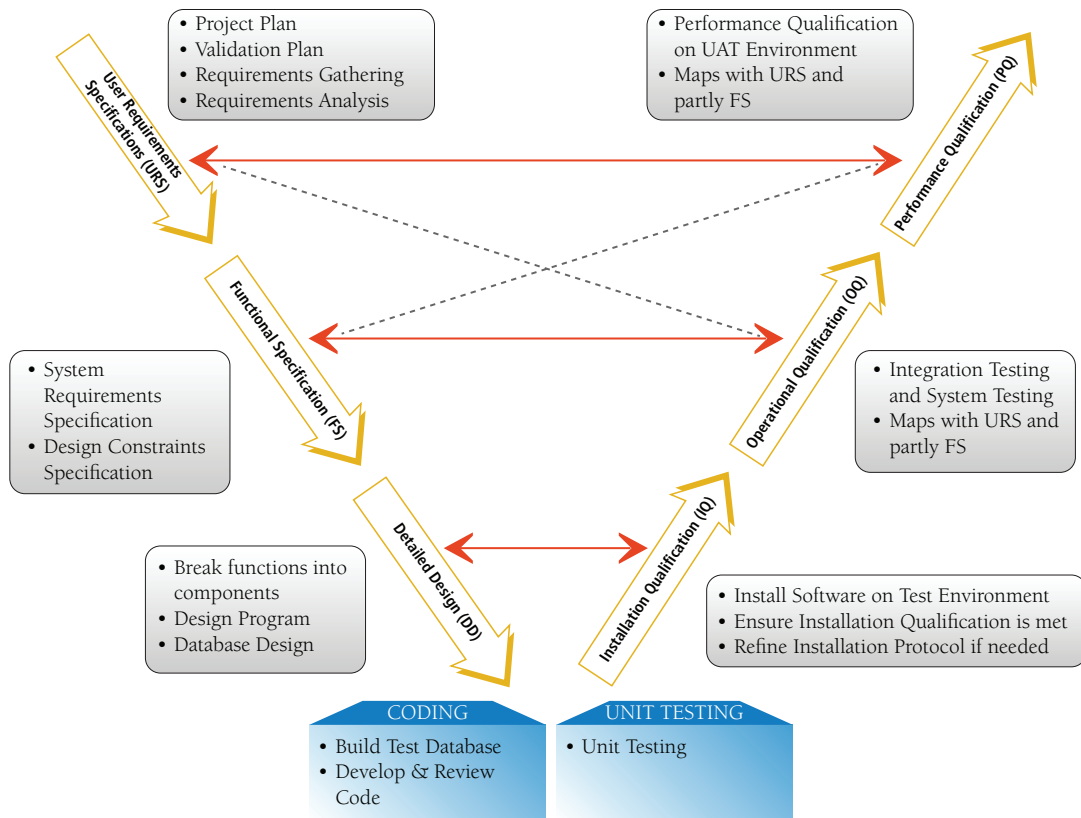 • Project Plan
• Validation Plan
• Requirements Gathering
• Requirements Analysis
• Performance Qualification
on UAT Environment
• Maps with URS and
partly FS
User Requirements
Specifications (URS)
Performance Qualification (PQ)
Functional Specification (FS)
Operational Qualification (OQ)
• System
Requirements
Specification
• Design Constraints
Specification
• Integration Testing
and System Testing
• Maps with URS and
partly FS
Detailed Design (DD)
Installation Qualification (IQ)
• Break functions into
components
• Design Program
• Database Design
• Install Software on Test Environment
• Ensure Installation Qualification is met
• Refine Installation Protocol if needed
CODING
• Build Test Database
• Develop & Review
Code
UNIT TESTING
• Unit Testing